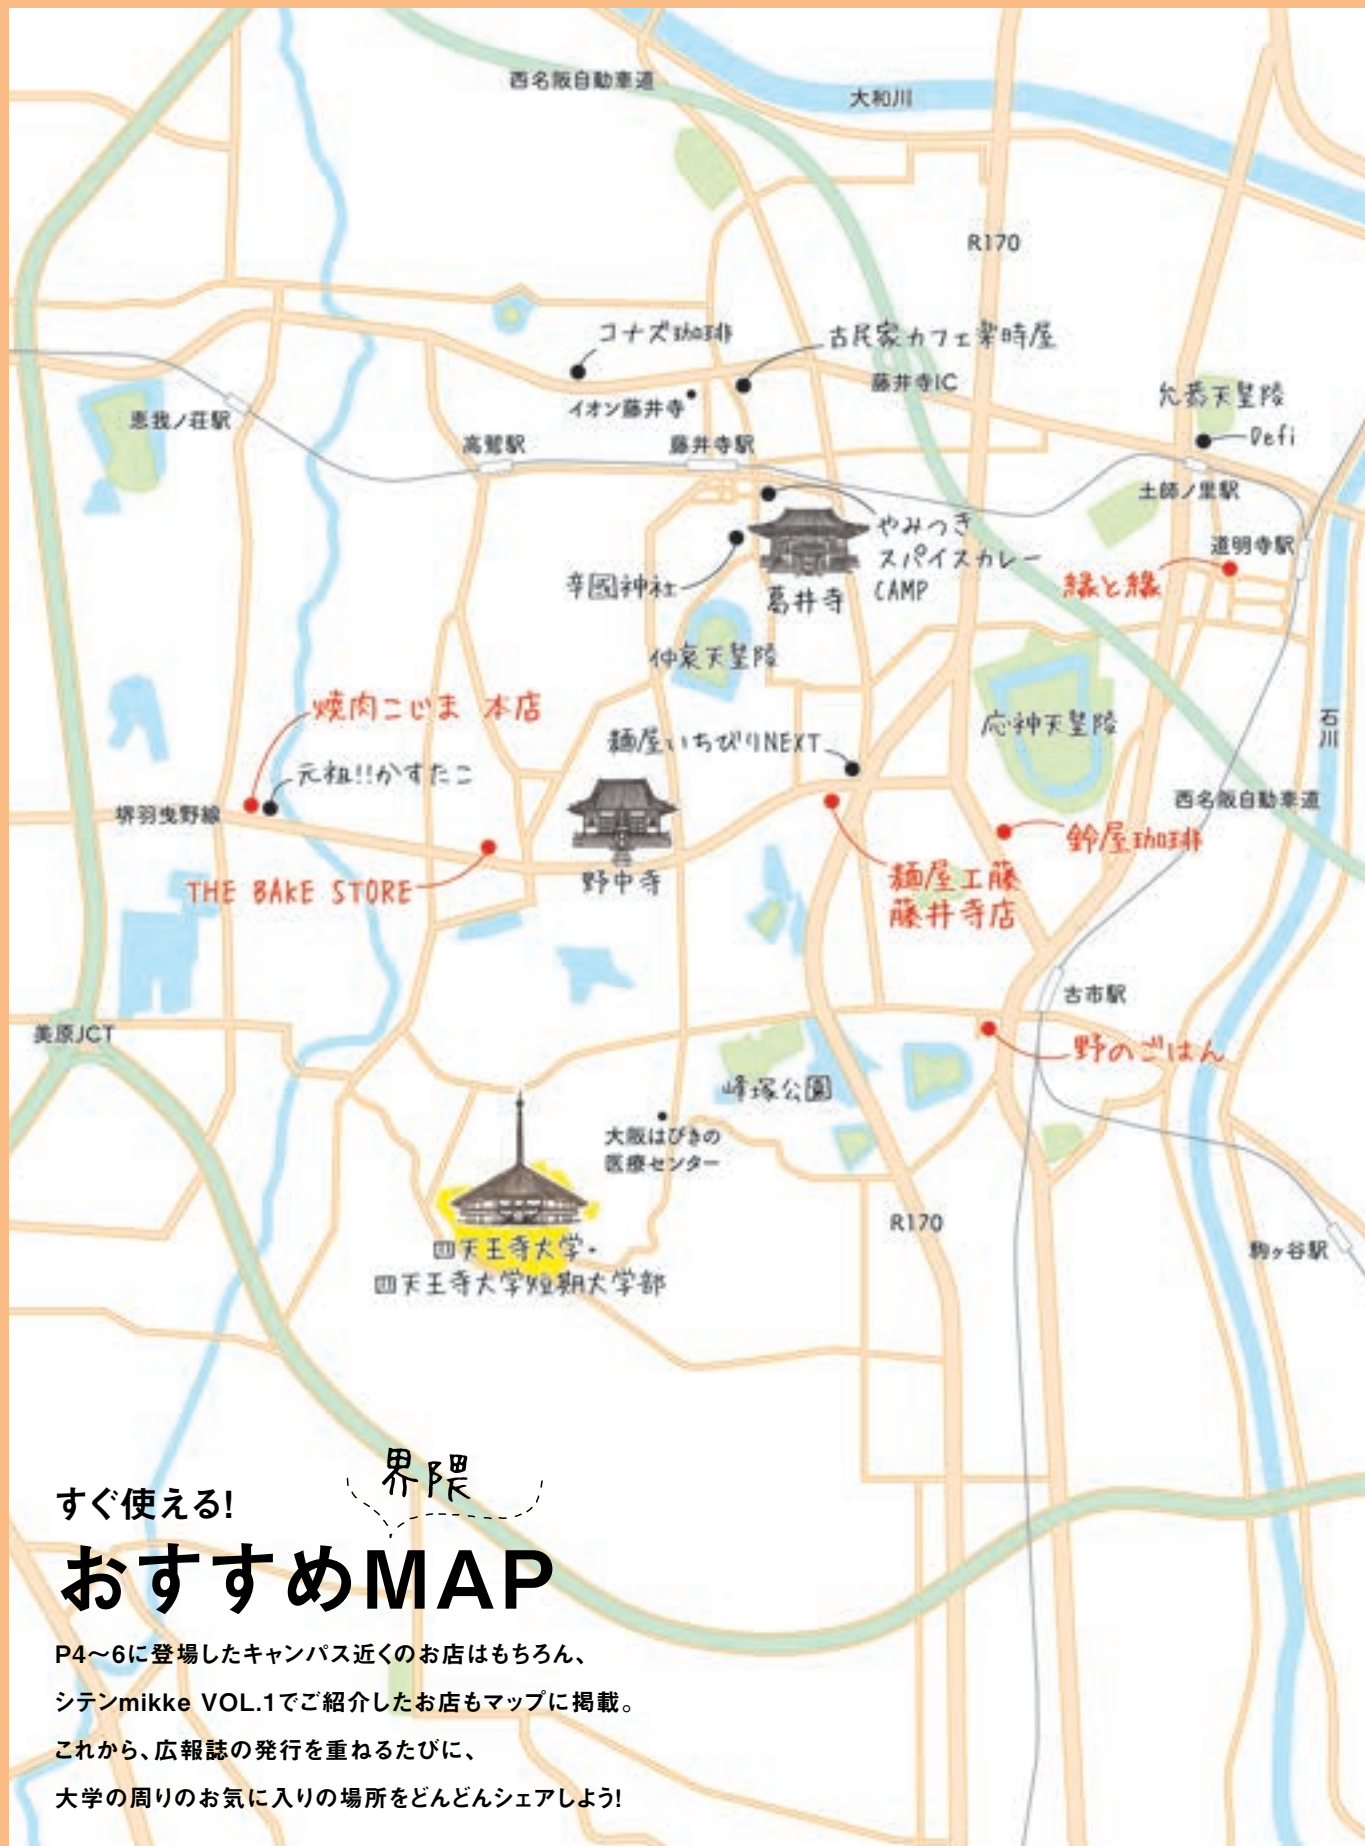 西名阪自動車道
大和川
R170
コナズ珈琲
古民家カフェ楽時屋
藤井寺IC
イオン藤井寺
允恭天皇陵
Defi
恵我ノ荘駅
高鷲駅
藤井寺駅
土師ノ里駅
やみつき
スパイスカレー
CAMP
道明寺駅
縁と縁
辛國神社
葛井寺
仲哀天皇陵
焼肉こじま 本店
応神天皇陵
石川
麺屋いちびりNEXT
元祖!!かすたこ
堺羽曳野線
西名阪自動車道
鈴屋珈琲
THE BAKE STORE
野中寺
麺屋工藤
藤井寺店
古市駅
美原JCT
野のごはん
峰塚公園
大阪はびきの
医療センター
R170
四天王寺大学・
四天王寺大学短期大学部
駒ヶ谷駅
界隈
すぐ使える!
おすすめMAP
P4〜6に登場したキャンパス近くのお店はもちろん、
シテンmikke VOL.1でご紹介したお店もマップに掲載。
これから、広報誌の発行を重ねるたびに、
大学の周りのお気に入りの場所をどんどんシェアしよう!